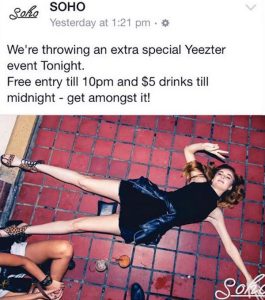 Soho
SOHO
Yesterday at 1:21 pm ·
We're throwing an extra special Yeezter
event Tonight.
Free entry till 10pm and $5 drinks till
midnight - get amongst it!
Soho